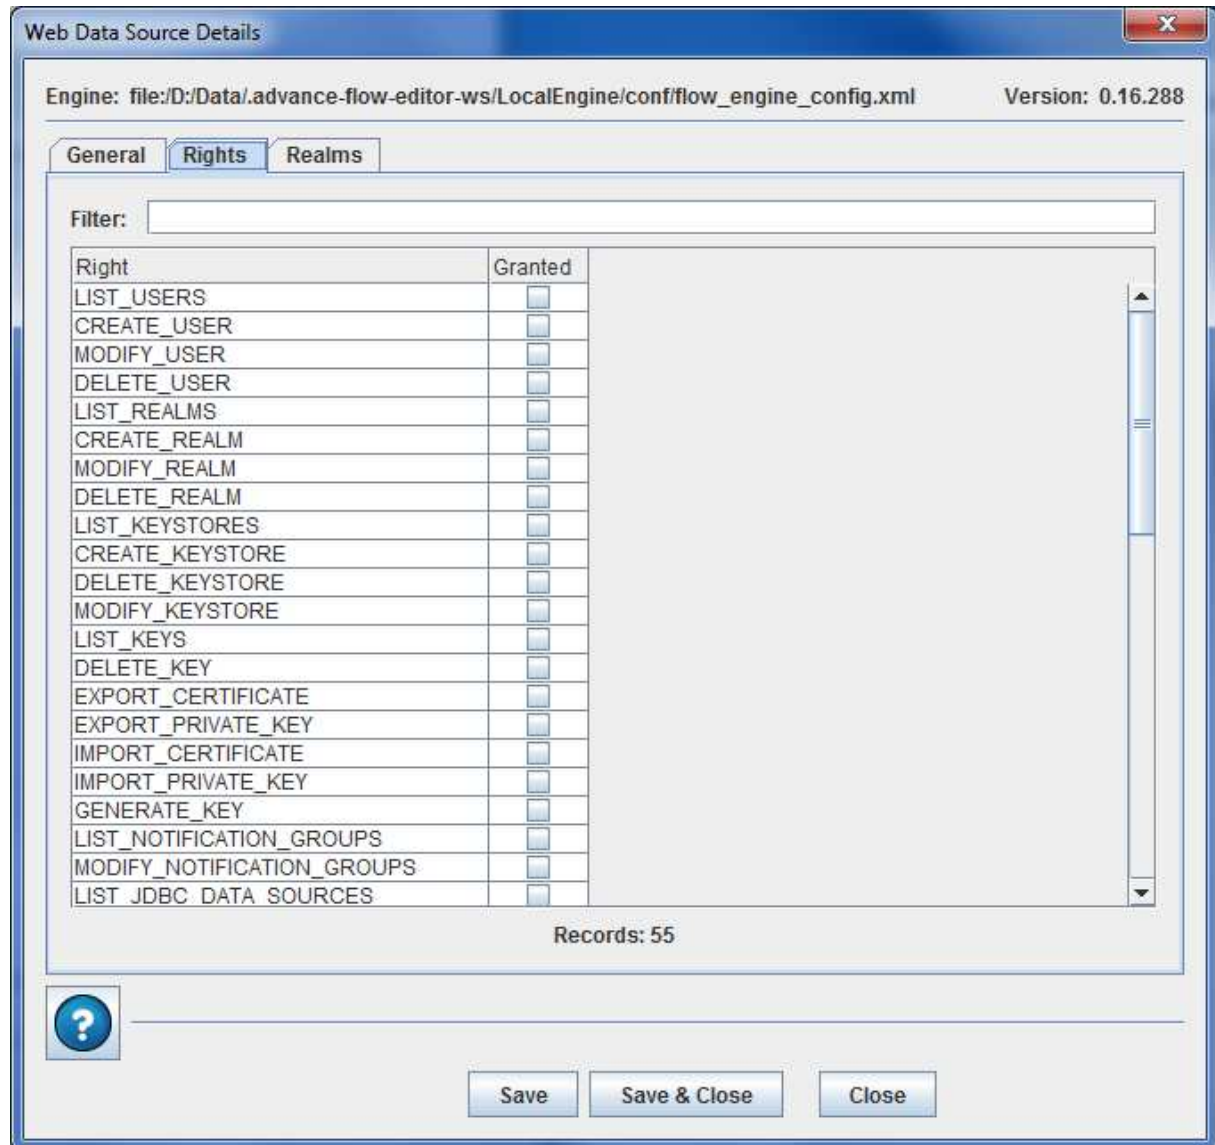 Web Data Source Details
Engine: file:/D:/Data/.advance-flow-editor-ws/LocalEngine/conf/flow_engine_config.xml Version: 0.16.288
General Rights Realms
Filter:
Right Granted
LIST_USERS
CREATE_USER
MODIFY_USER
DELETE_USER
LIST_REALMS
CREATE_REALM
MODIFY_REALM
DELETE_REALM
LIST_KEYSTORES
CREATE_KEYSTORE
DELETE_KEYSTORE
MODIFY_KEYSTORE
LIST_KEYS
DELETE_KEY
EXPORT_CERTIFICATE
EXPORT_PRIVATE_KEY
IMPORT_CERTIFICATE
IMPORT_PRIVATE_KEY
GENERATE_KEY
LIST_NOTIFICATION_GROUPS
MODIFY_NOTIFICATION_GROUPS
LIST_JDBC_DATA_SOURCES
Records: 55
?
Save Save & Close Close